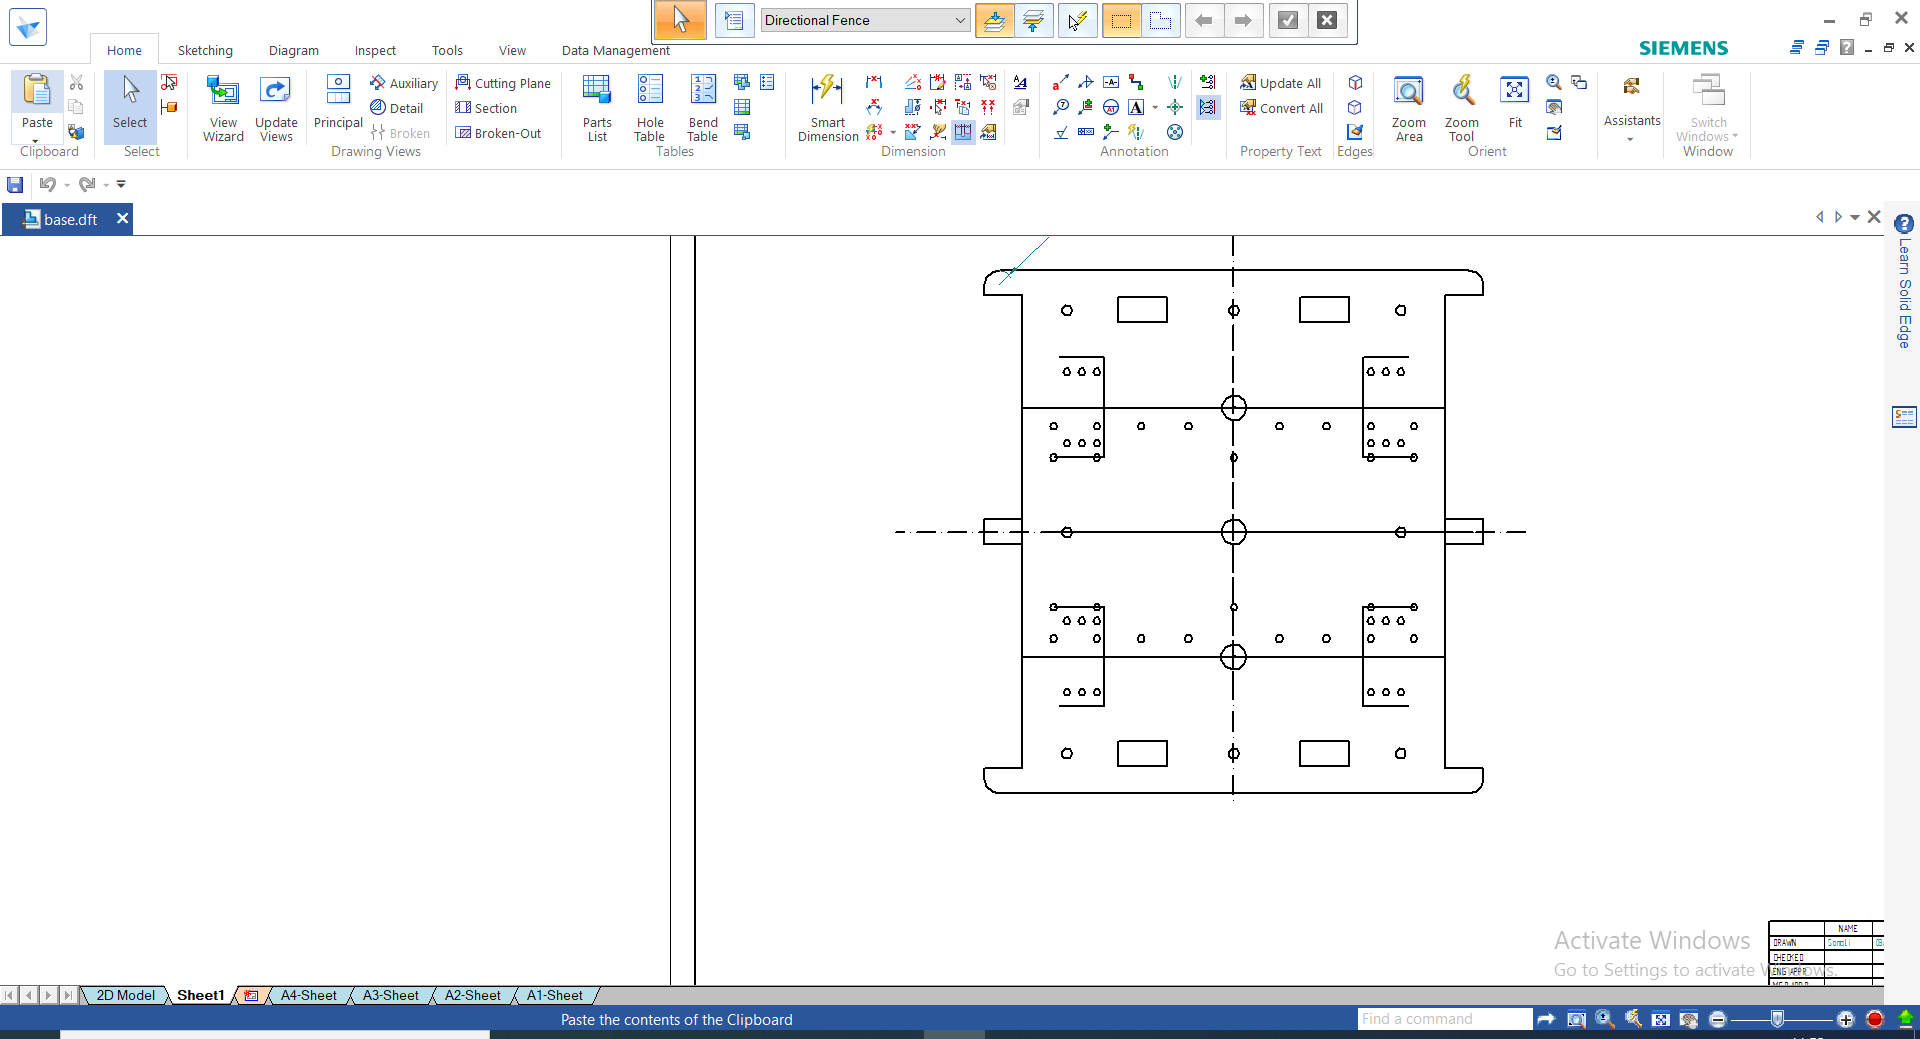 Directional Fence
Home
Sketching
Diagram
Inspect
Tools
View
Data Management
SIEMENS
Paste
Clipboard
Select
Select
View
Wizard
Update
Views
Principal
Auxiliary
Detail
Broken
Drawing Views
Cutting Plane
Section
Broken-Out
Parts
List
Hole
Table
Bend
Table
Tables
Smart
Dimension
Dimension
A
Annotation
Update All
Convert All
Property Text
Edges
Zoom
Area
Zoom
Tool
Fit
Orient
Assistants
Switch
Windows
Window
base.dft
Learn Solid Edge
NAME
DRAWN
Sonali
CHECKED
ENG APPR
MGR APPR
Activate Windows
Go to Settings to activate Windows.
2D Model
Sheet1
A4-Sheet
A3-Sheet
A2-Sheet
A1-Sheet
Paste the contents of the Clipboard
Find a command